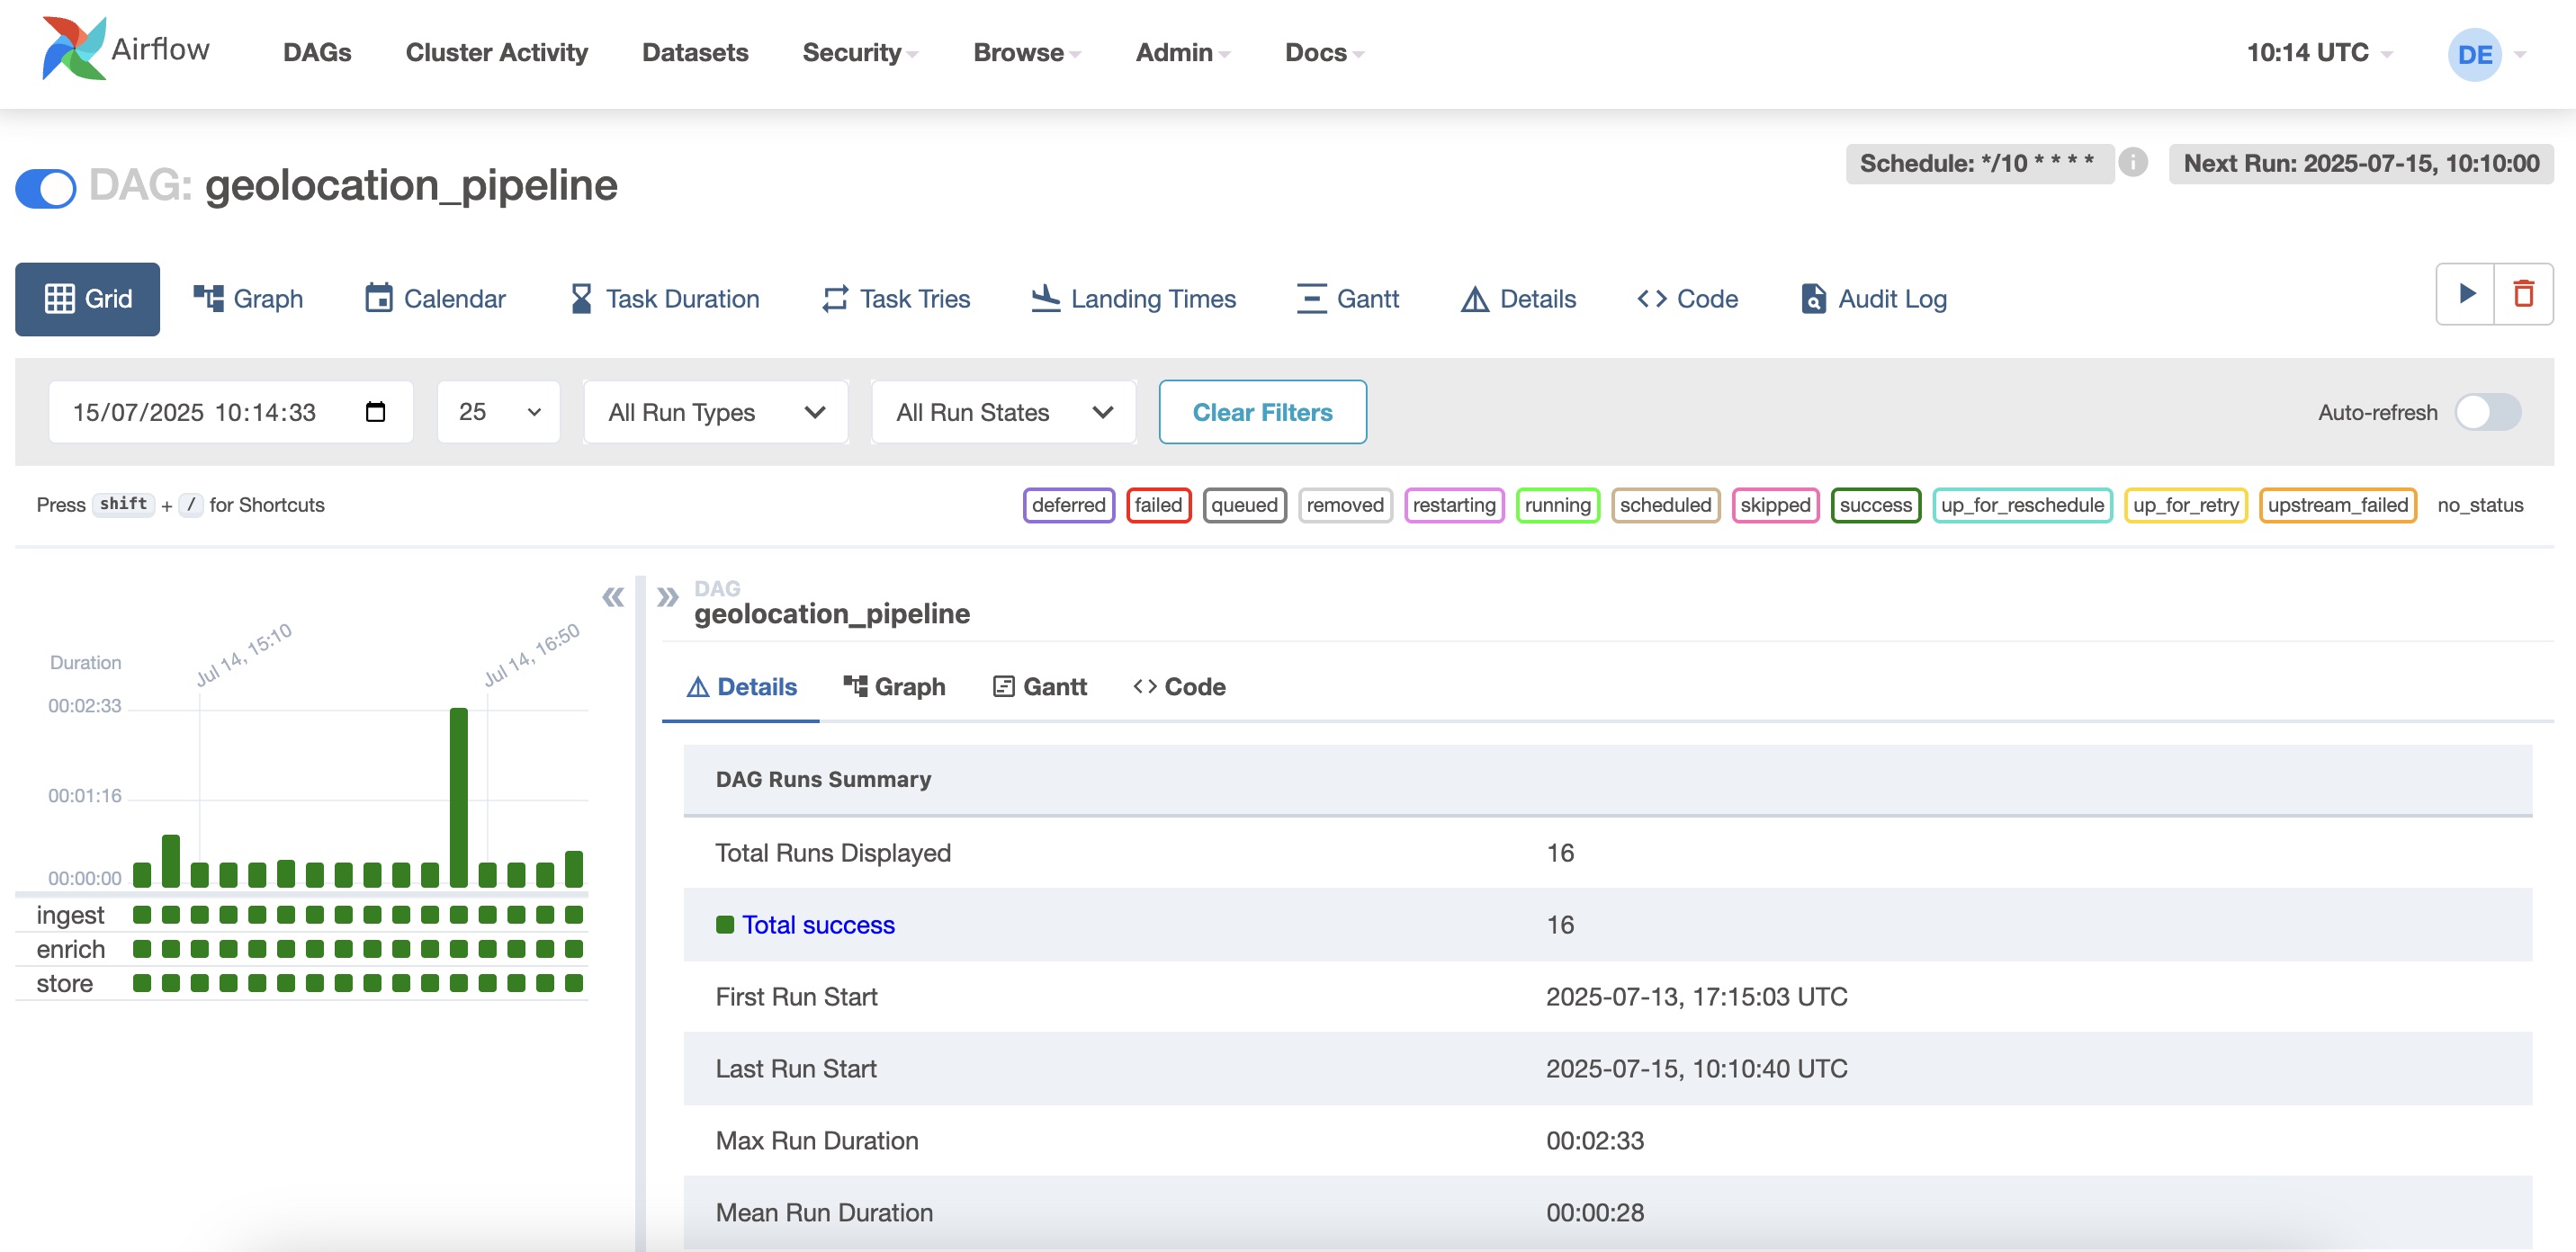 Airflow DAGs Cluster Activity Datasets Security Browse Admin Docs 10:14 UTC DE
DAG: geolocation_pipeline
Schedule: */10 * * * * i Next Run: 2025-07-15, 10:10:00
Grid Graph Calendar Task Duration Task Tries Landing Times Gantt Details Code Audit Log
15/07/2025 10:14:33 25 All Run Types All Run States Clear Filters Auto-refresh
Press shift + / for Shortcuts deferred failed queued removed restarting running scheduled skipped success up_for_reschedule up_for_retry upstream_failed no_status
Jul 14, 15:10 Jul 14, 16:50
Duration
00:02:33
00:01:16
00:00:00
ingest
enrich
store
DAG
geolocation_pipeline
Details Graph Gantt Code
DAG Runs Summary
Total Runs Displayed 16
Total success 16
First Run Start 2025-07-13, 17:15:03 UTC
Last Run Start 2025-07-15, 10:10:40 UTC
Max Run Duration 00:02:33
Mean Run Duration 00:00:28